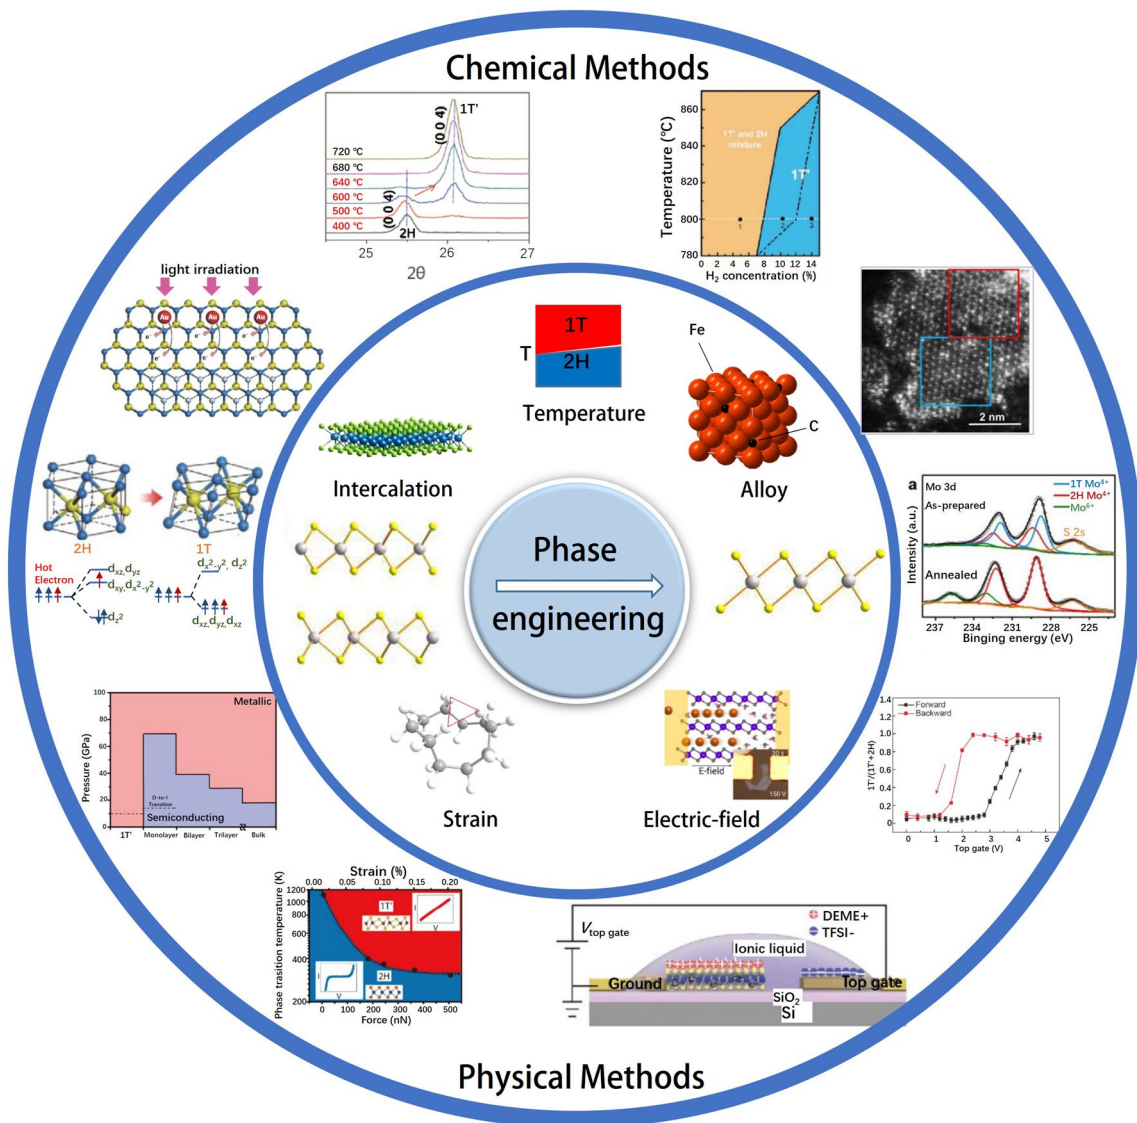 Chemical Methods
(0 0 4)
1T’
720 °C
680 °C
640 °C
600 °C
500 °C
400 °C
(0 0 4)
2H
25
26
27
2θ
Temperature (°C)
860
840
820
800
780
1T' and 2H
mixture
1T'
1
2
3
0 2 4 6 8 10 12 14
H2 concentration (%)
light irradiation
Au
Au
Au
e-
e-
e-
T
1T
2H
Temperature
Fe
C
Alloy
2 nm
Intercalation
2H
1T
Hot
Electron
dxz,dyz
dxy,dx2-y2
dz2
dx2-y2, dz2
dxz,dyz,dxz
Phase
engineering
a
Mo 3d
As-prepared
1T Mo4+
2H Mo4+
Mo6+
S 2s
Annealed
Intensity (a.u.)
237 234 231 228 225
Binging energy (eV)
Pressure (GPa)
100
80
60
40
20
0
Metallic
D-to-I
Transition
Semiconducting
1T' Monolayer Bilayer Trilayer Bulk
Strain
E-field
150 V
Electric-field
1T'/(1T'+2H)
1.4
1.2
1.0
0.8
0.6
0.4
0.2
0
Forward
Backward
0 1 2 3 4 5
Top gate (V)
Strain (%)
0.00 0.05 0.10 0.15 0.20
Phase trasition temperature (K)
1200
1000
800
600
400
200
1T'
I
V
2H
I
V
0 100 200 300 400 500
Force (nN)
Vtop gate
DEME+
TFSI-
Ionic liquid
Ground
Top gate
SiO2
Si
Physical Methods